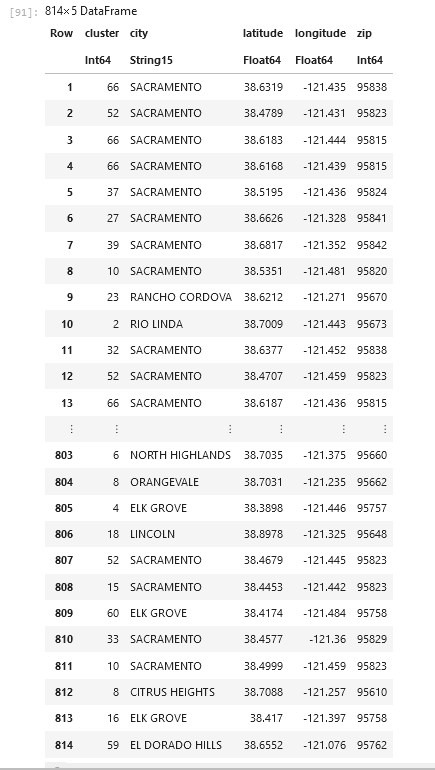 [91]: 814×5 DataFrame
Row cluster city latitude longitude zip
Int64 String15 Float64 Float64 Int64
1 66 SACRAMENTO 38.6319 -121.435 95838
2 52 SACRAMENTO 38.4789 -121.431 95823
3 66 SACRAMENTO 38.6183 -121.444 95815
4 66 SACRAMENTO 38.6168 -121.439 95815
5 37 SACRAMENTO 38.5195 -121.436 95824
6 27 SACRAMENTO 38.6626 -121.328 95841
7 39 SACRAMENTO 38.6817 -121.352 95842
8 10 SACRAMENTO 38.5351 -121.481 95820
9 23 RANCHO CORDOVA 38.6212 -121.271 95670
10 2 RIO LINDA 38.7009 -121.443 95673
11 32 SACRAMENTO 38.6377 -121.452 95838
12 52 SACRAMENTO 38.4707 -121.459 95823
13 66 SACRAMENTO 38.6187 -121.436 95815
⋮ ⋮ ⋮ ⋮ ⋮ ⋮
803 6 NORTH HIGHLANDS 38.7035 -121.375 95660
804 8 ORANGEVALE 38.7031 -121.235 95662
805 4 ELK GROVE 38.3898 -121.446 95757
806 18 LINCOLN 38.8978 -121.325 95648
807 52 SACRAMENTO 38.4679 -121.445 95823
808 15 SACRAMENTO 38.4453 -121.442 95823
809 60 ELK GROVE 38.4174 -121.484 95758
810 33 SACRAMENTO 38.4577 -121.36 95829
811 10 SACRAMENTO 38.4999 -121.459 95823
812 8 CITRUS HEIGHTS 38.7088 -121.257 95610
813 16 ELK GROVE 38.417 -121.397 95758
814 59 EL DORADO HILLS 38.6552 -121.076 95762